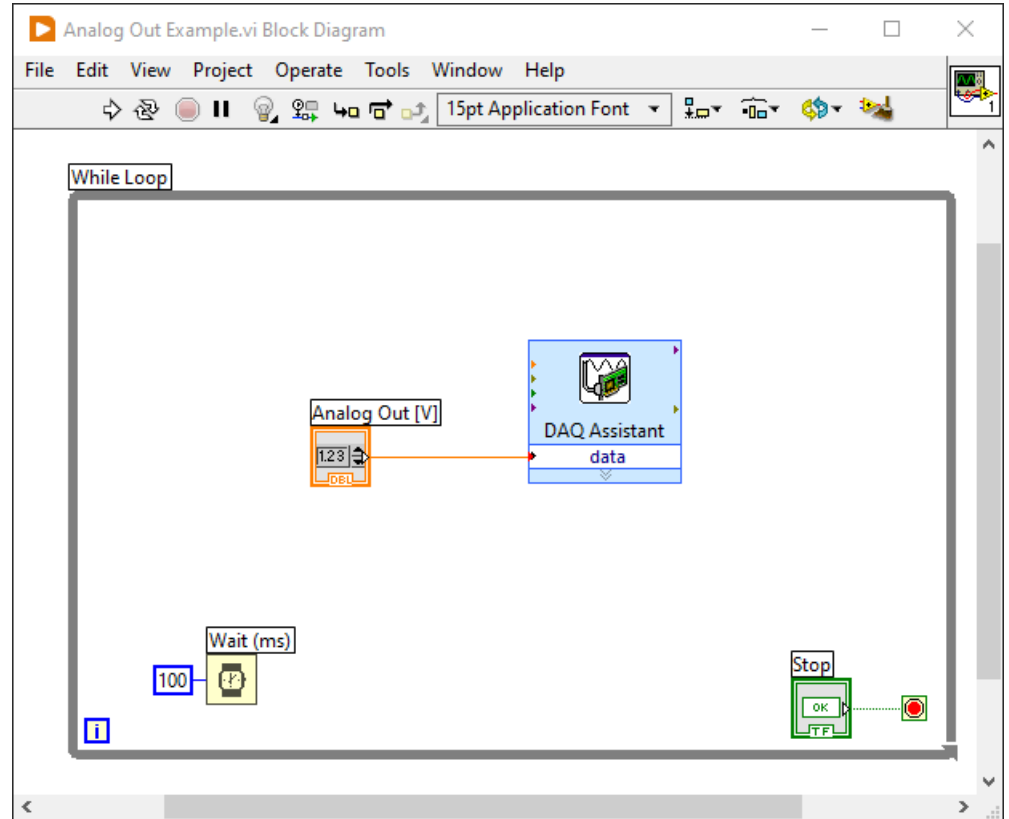 Analog Out Example.vi Block Diagram
File Edit View Project Operate Tools Window Help
15pt Application Font
1
While Loop
Analog Out [V]
1.23
DBL
DAQ Assistant
data
Wait (ms)
100
i
Stop
OK
TF